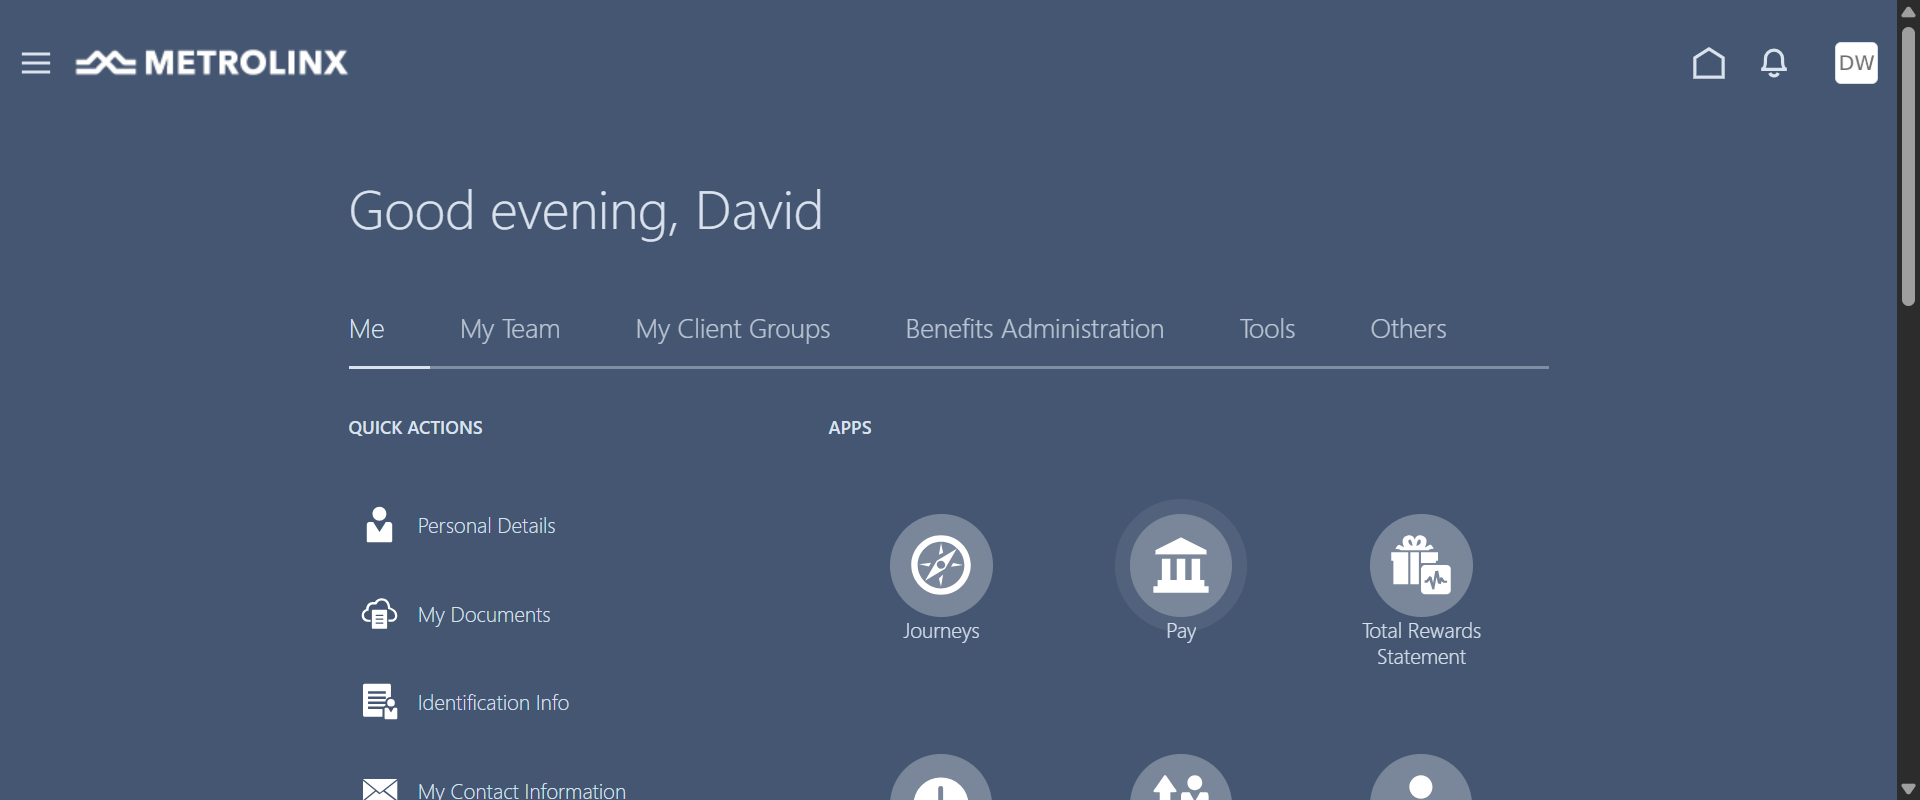 METROLINX
DW
Good evening, David
Me
My Team
My Client Groups
Benefits Administration
Tools
Others
QUICK ACTIONS
APPS
Personal Details
My Documents
Identification Info
My Contact Information
Journeys
Pay
Total Rewards
Statement